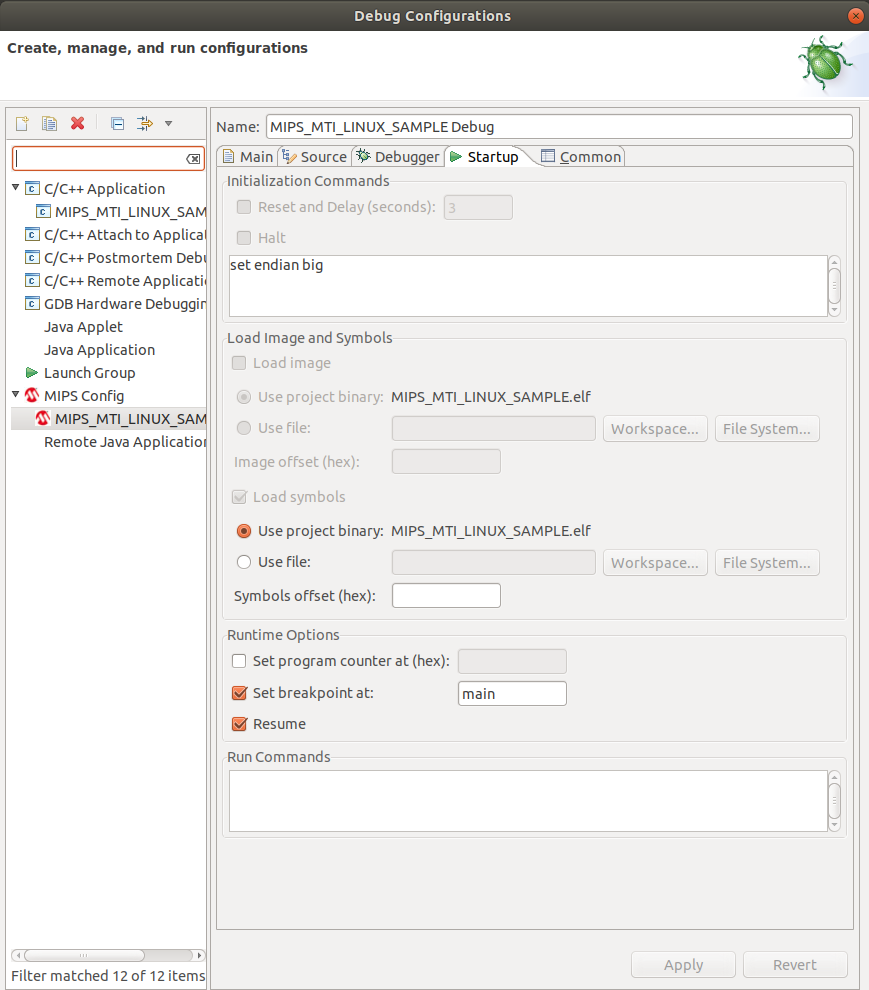 Debug Configurations
Create, manage, and run configurations
Name: MIPS_MTI_LINUX_SAMPLE Debug
Main Source Debugger Startup Common
C/C++ Application
MIPS_MTI_LINUX_SAM
C/C++ Attach to Applicat
C/C++ Postmortem Debu
C/C++ Remote Applicatio
GDB Hardware Debuggin
Java Applet
Java Application
Launch Group
MIPS Config
MIPS_MTI_LINUX_SAM
Remote Java Application
Filter matched 12 of 12 items
Initialization Commands
Reset and Delay (seconds): 3
Halt
set endian big
Load Image and Symbols
Load image
Use project binary: MIPS_MTI_LINUX_SAMPLE.elf
Use file: Workspace... File System...
Image offset (hex):
Load symbols
Use project binary: MIPS_MTI_LINUX_SAMPLE.elf
Use file: Workspace... File System...
Symbols offset (hex):
Runtime Options
Set program counter at (hex):
Set breakpoint at: main
Resume
Run Commands
Apply Revert